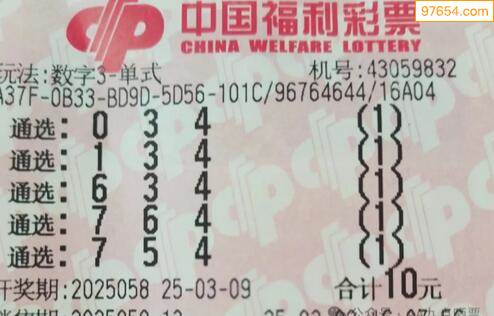 97654.com
中国福利彩票
CHINA WELFARE LOTTERY
玩法:数字3-单式 机号:43059832
A37F-0B33-BD9D-5D56-101C/96764644/16A04
通选: 0 3 4 (1)
通选: 1 3 4 (1)
通选: 6 3 4 (1)
通选: 7 6 4 (1)
通选: 7 5 4 (1)
开奖期:2025058 25-03-09 合计10元